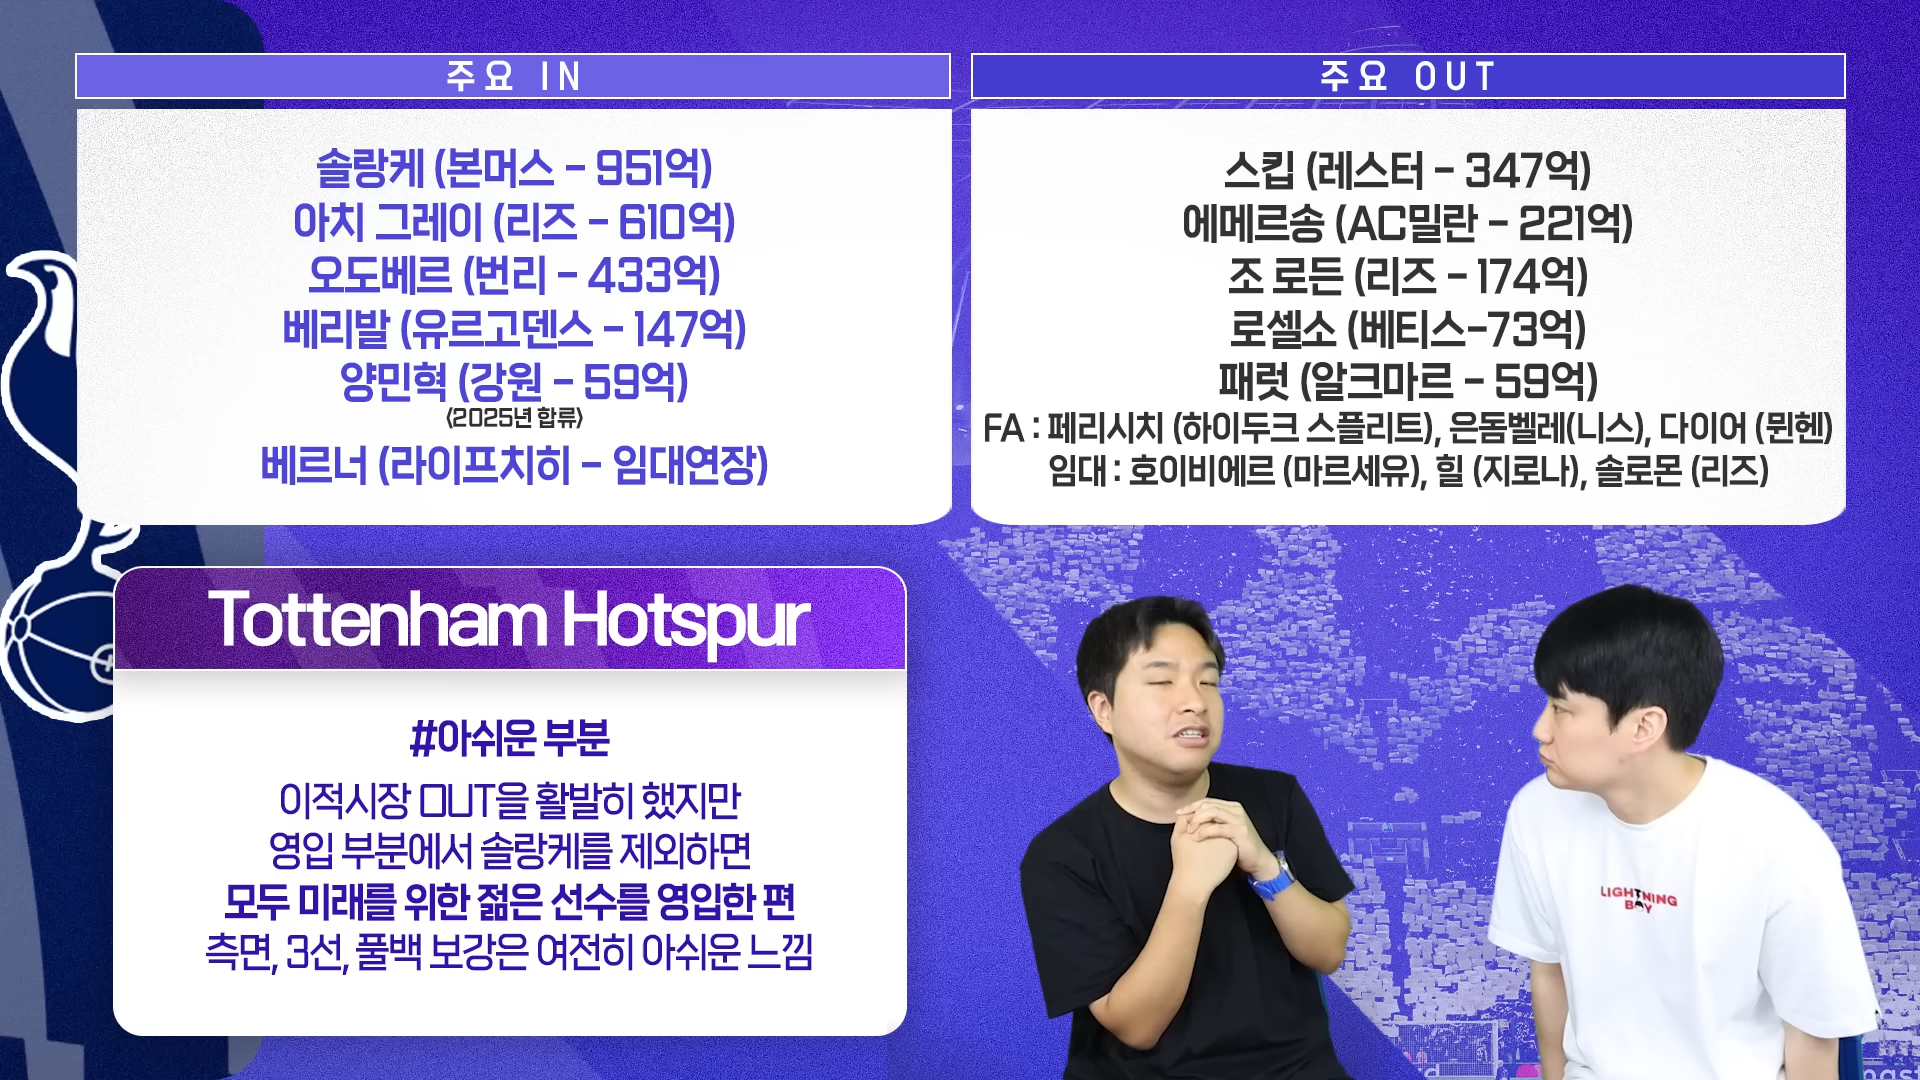 주요 IN
솔랑케 (본머스 - 951억)
아치 그레이 (리즈 - 610억)
오도베르 (번리 - 433억)
베리발 (유르고덴스 - 147억)
양민혁 (강원 - 59억)
(2025년 합류)
베르너 (라이프치히 - 임대연장)
주요 OUT
스킵 (레스터 - 347억)
에메르송 (AC밀란 - 221억)
조 로든 (리즈 - 174억)
로셀소 (베티스-73억)
패럿 (알크마르 - 59억)
FA : 페리시치 (하이두크 스플리트), 은돔벨레(니스), 다이어 (뮌헨)
임대 : 호이비에르 (마르세유), 힐 (지로나), 솔로몬 (리즈)
Tottenham Hotspur
#아쉬운 부분
이적시장 OUT을 활발히 했지만
영입 부분에서 솔랑케를 제외하면
모두 미래를 위한 젊은 선수를 영입한 편
측면, 3선, 풀백 보강은 여전히 아쉬운 느낌
LIGHTNING
BOY